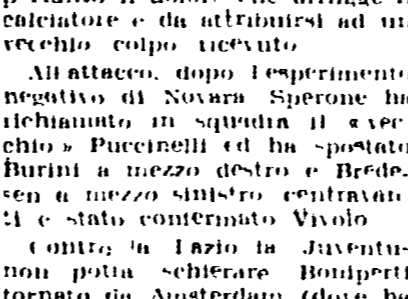 calciatore e da attribuirsi ad un
vecchio colpo ricevuto
All attacco, dopo l esperimento
negativo di Novara Sperone ha
richiamato in squadra il « vec
chio » Puccinelli ed ha spostato
Burini a mezzo destro e Brede-
sen a mezzo sinistro centravan
ti e stato confermato Vivolo
Contro la Lazio la Juventu-
non potra schierare Boniperti
tornato da Amsterdam (dove ha